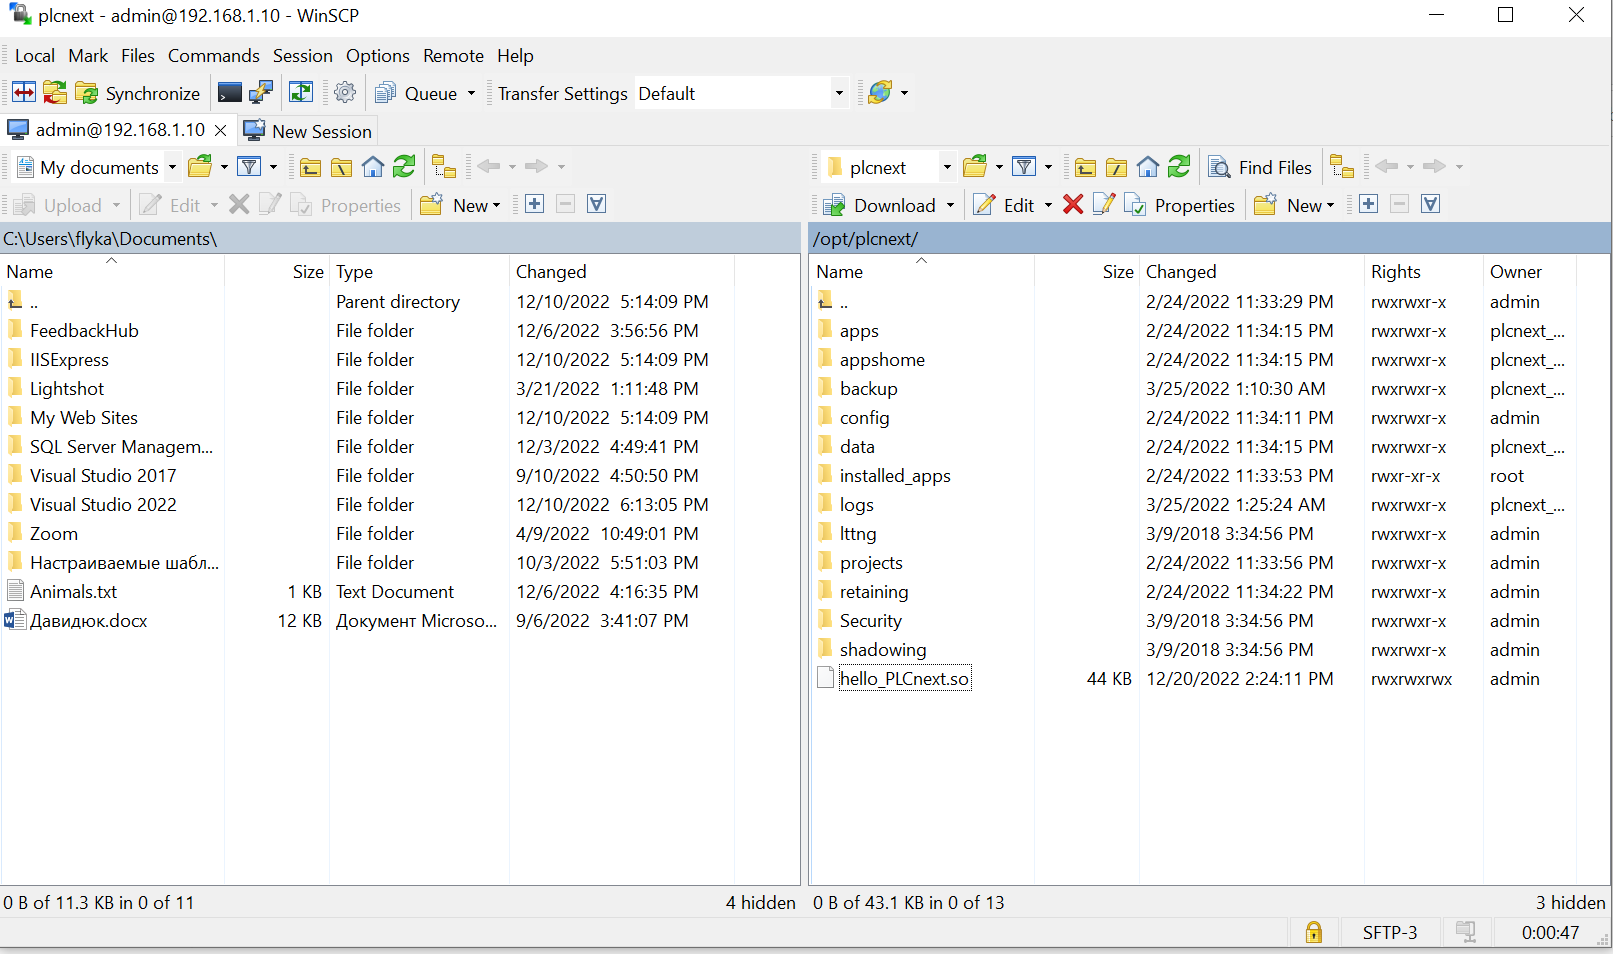 plcnext - admin@192.168.1.10 - WinSCP
Local Mark Files Commands Session Options Remote Help
Synchronize Queue Transfer Settings Default
admin@192.168.1.10 New Session
My documents
Upload Edit Properties New
C:\Users\flyka\Documents\
Name Size Type Changed
.. Parent directory 12/10/2022 5:14:09 PM
FeedbackHub File folder 12/6/2022 3:56:56 PM
IISExpress File folder 12/10/2022 5:14:09 PM
Lightshot File folder 3/21/2022 1:11:48 PM
My Web Sites File folder 12/10/2022 5:14:09 PM
SQL Server Managem... File folder 12/3/2022 4:49:41 PM
Visual Studio 2017 File folder 9/10/2022 4:50:50 PM
Visual Studio 2022 File folder 12/10/2022 6:13:05 PM
Zoom File folder 4/9/2022 10:49:01 PM
Настраиваемые шабл... File folder 10/3/2022 5:51:03 PM
Animals.txt 1 KB Text Document 12/6/2022 4:16:35 PM
Давидюк.docx 12 KB Документ Microso... 9/6/2022 3:41:07 PM
0 B of 11.3 KB in 0 of 11 4 hidden
plcnext Find Files
Download Edit Properties New
/opt/plcnext/
Name Size Changed Rights Owner
.. 2/24/2022 11:33:29 PM rwxrwxr-x admin
apps 2/24/2022 11:34:15 PM rwxrwxr-x plcnext_...
appshome 2/24/2022 11:34:15 PM rwxrwxr-x plcnext_...
backup 3/25/2022 1:10:30 AM rwxrwxr-x plcnext_...
config 2/24/2022 11:34:11 PM rwxrwxr-x admin
data 2/24/2022 11:34:15 PM rwxrwxr-x plcnext_...
installed_apps 2/24/2022 11:33:53 PM rwxr-xr-x root
logs 3/25/2022 1:25:24 AM rwxrwxr-x plcnext_...
lttng 3/9/2018 3:34:56 PM rwxrwxr-x admin
projects 2/24/2022 11:33:56 PM rwxrwxr-x admin
retaining 2/24/2022 11:34:22 PM rwxrwxr-x admin
Security 3/9/2018 3:34:56 PM rwxrwxr-x admin
shadowing 3/9/2018 3:34:56 PM rwxrwxr-x admin
hello_PLCnext.so 44 KB 12/20/2022 2:24:11 PM rwxrwxrwx admin
0 B of 43.1 KB in 0 of 13 3 hidden
SFTP-3 0:00:47